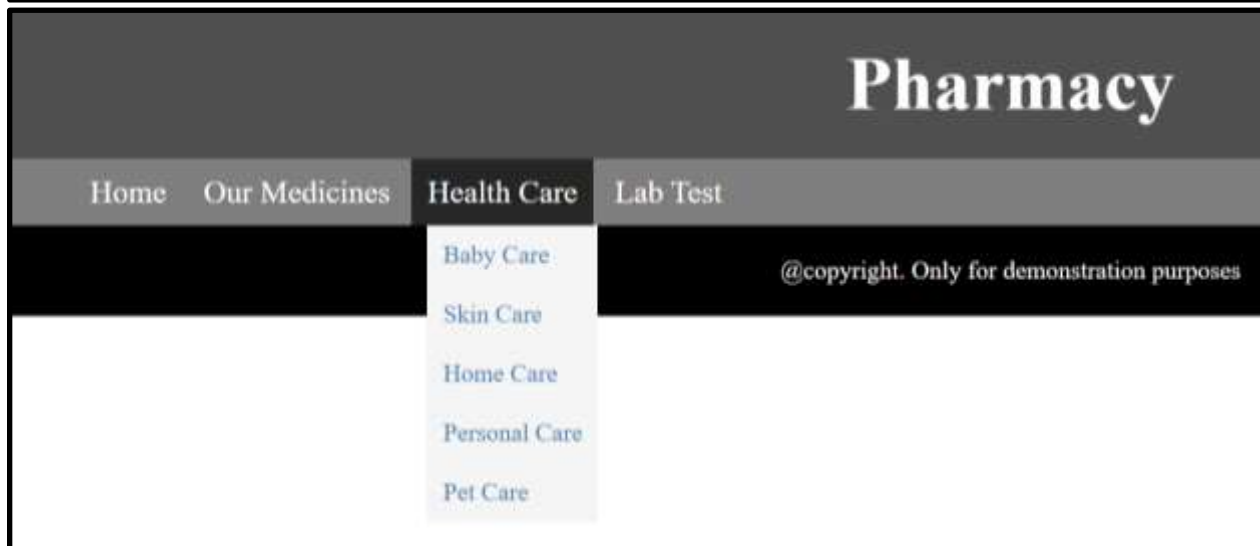 Pharmacy
Home Our Medicines Health Care Lab Test
Baby Care
@copyright. Only for demonstration purposes
Skin Care
Home Care
Personal Care
Pet Care